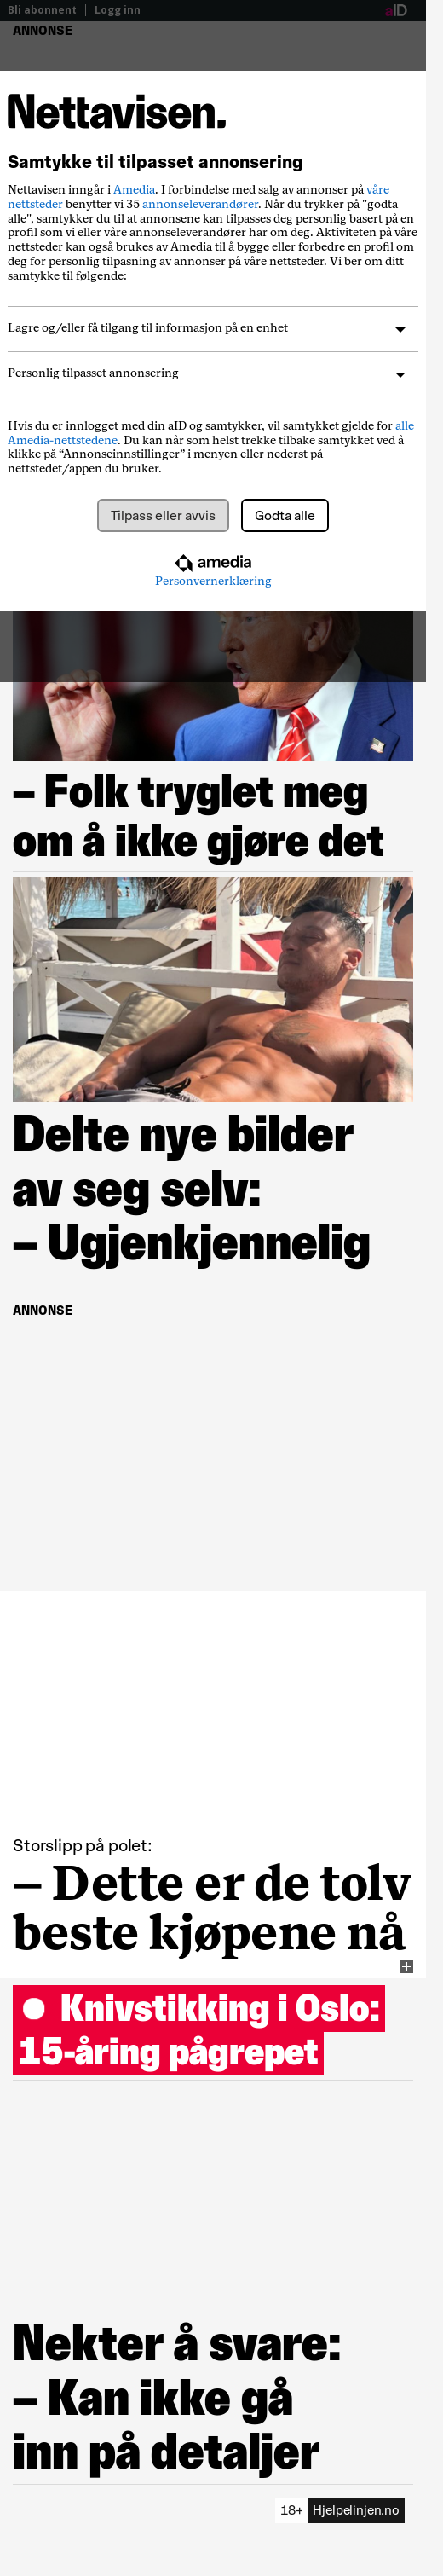 Bli abonnent
Logg inn
aID
ANNONSE
Nettavisen.
Samtykke til tilpasset annonsering
Nettavisen inngår i Amedia. I forbindelse med salg av annonser på våre
nettsteder benytter vi 35 annonseleverandører. Når du trykker på "godta
alle", samtykker du til at annonsene kan tilpasses deg personlig basert på en
profil som vi eller våre annonseleverandører har om deg. Aktiviteten på våre
nettsteder kan også brukes av Amedia til å bygge eller forbedre en profil om
deg for personlig tilpasning av annonser på våre nettsteder. Vi ber om ditt
samtykke til følgende:
Lagre og/eller få tilgang til informasjon på en enhet
Personlig tilpasset annonsering
Hvis du er innlogget med din aID og samtykker, vil samtykket gjelde for alle
Amedia-nettstedene. Du kan når som helst trekke tilbake samtykket ved å
klikke på “Annonseinnstillinger” i menyen eller nederst på
nettstedet/appen du bruker.
Tilpass eller avvis
Godta alle
amedia
Personvernerklæring
– Folk tryglet meg
om å ikke gjøre det
Delte nye bilder
av seg selv:
– Ugjenkjennelig
ANNONSE
Storslipp på polet:
– Dette er de tolv
beste kjøpene nå
Knivstikking i Oslo:
15-åring pågrepet
Nekter å svare:
– Kan ikke gå
inn på detaljer
18+ Hjelpelinjen.no